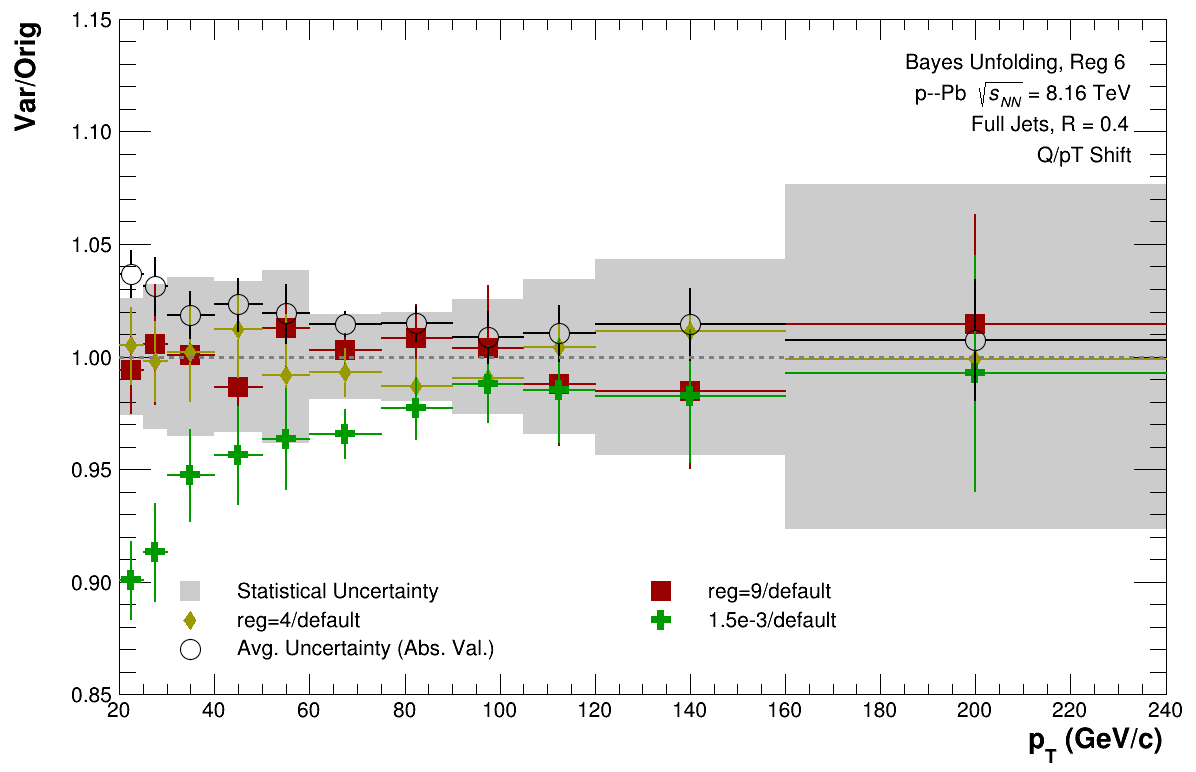 Var/Orig
1.15
1.10
1.05
1.00
0.95
0.90
0.85
Bayes Unfolding, Reg 6
p--Pb √sNN = 8.16 TeV
Full Jets, R = 0.4
Q/pT Shift
Statistical Uncertainty
reg=9/default
reg=4/default
1.5e-3/default
Avg. Uncertainty (Abs. Val.)
20 40 60 80 100 120 140 160 180 200 220 240
pT (GeV/c)